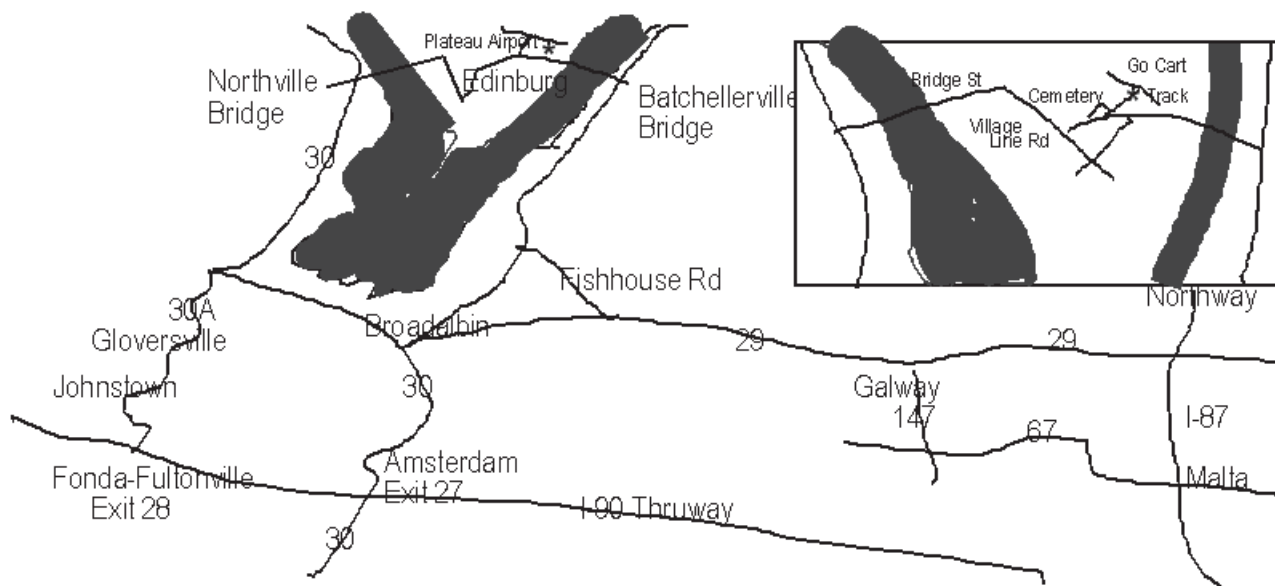 Plateau Airport
Edinburg
Northville
Bridge
Batchellerville
Bridge
30
Go Cart
Track
Bridge St
Cemetery
Village
Line Rd
Fishhouse Rd
Northway
30A
Gloversville
Broadalbin
29
29
Johnstown
30
Galway
147
67
I-87
Malta
Fonda-Fultonville
Exit 28
Amsterdam
Exit 27
I-90 Thruway
30